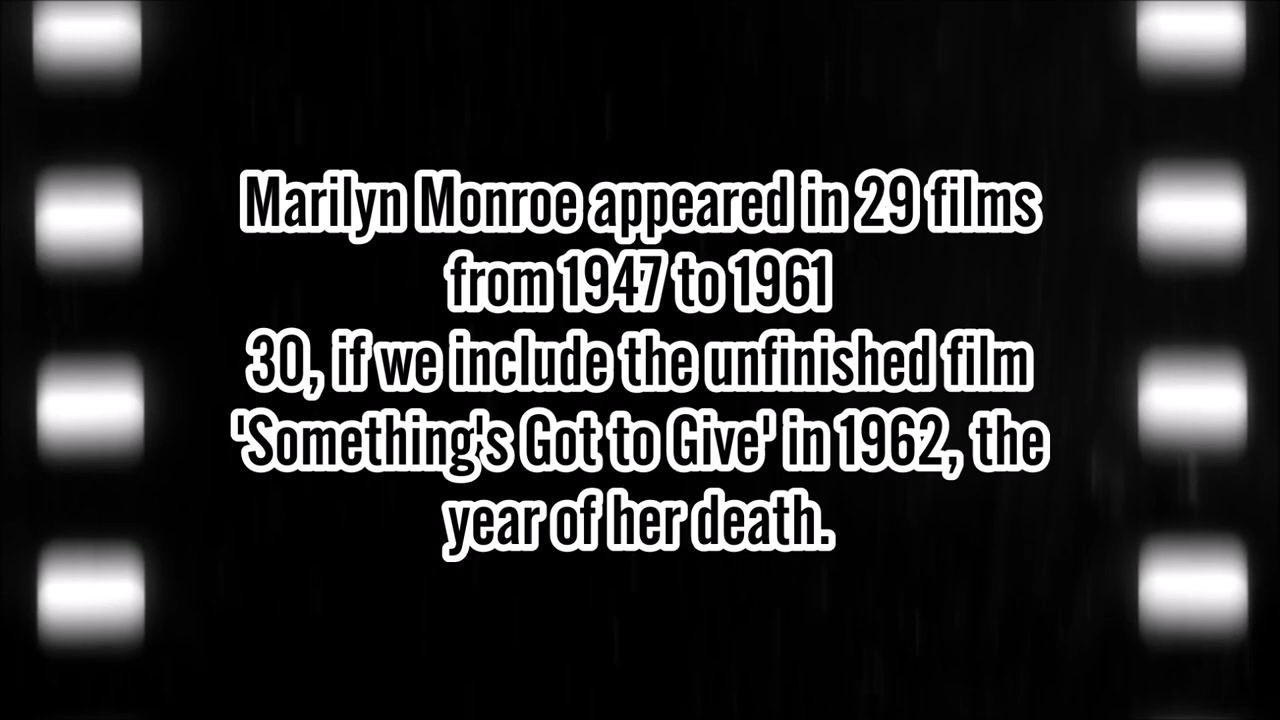 Marilyn Monroe appeared in 29 films
from 1947 to 1961
30, if we include the unfinished film
'Something's Got to Give' in 1962, the
year of her death.